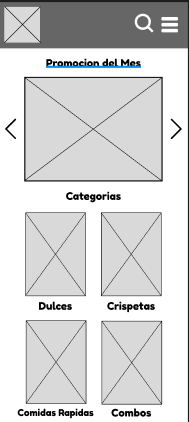 Promocion del Mes
Categorias
Dulces
Crispetas
Comidas Rapidas
Combos